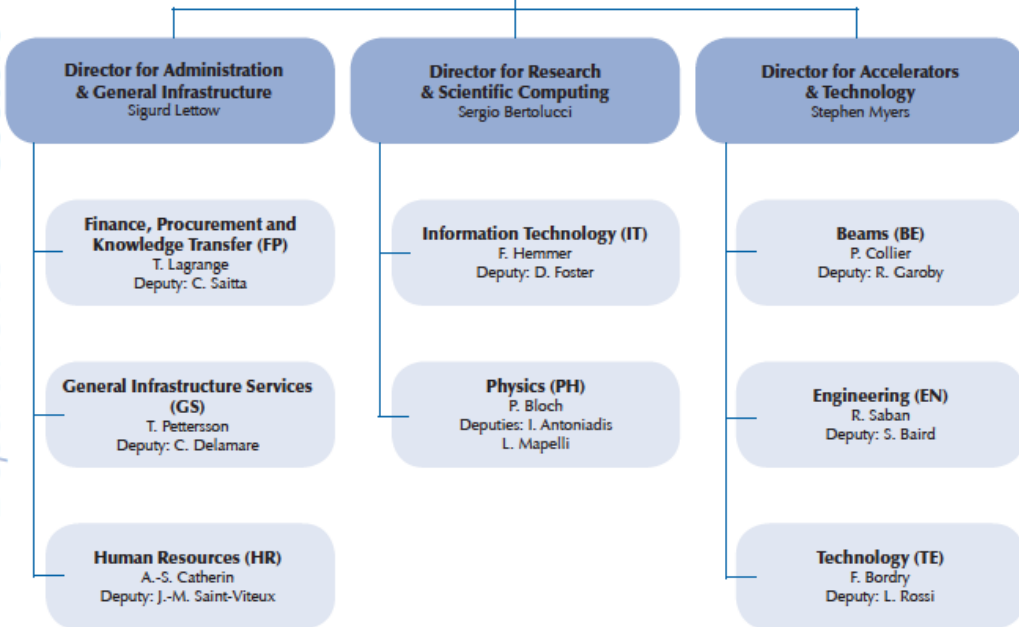 Director for Administration
& General Infrastructure
Sigurd Lettow
Director for Research
& Scientific Computing
Sergio Bertolucci
Director for Accelerators
& Technology
Stephen Myers
Finance, Procurement and
Knowledge Transfer (FP)
T. Lagrange
Deputy: C. Saitta
Information Technology (IT)
F. Hemmer
Deputy: D. Foster
Beams (BE)
P. Collier
Deputy: R. Garoby
General Infrastructure Services
(GS)
T. Pettersson
Deputy: C. Delamare
Physics (PH)
P. Bloch
Deputies: I. Antoniadis
L. Mapelli
Engineering (EN)
R. Saban
Deputy: S. Baird
Human Resources (HR)
A.-S. Catherin
Deputy: J.-M. Saint-Viteux
Technology (TE)
F. Bordry
Deputy: L. Rossi